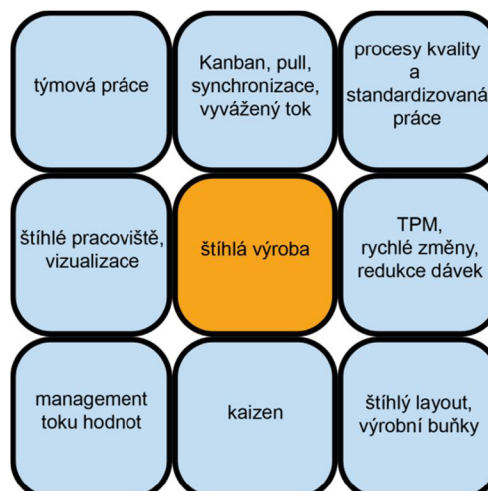 týmová práce
Kanban, pull,
synchronizace,
vyvážený tok
procesy kvality
a
standardizovaná
práce
štíhlé pracoviště,
vizualizace
štíhlá výroba
TPM,
rychlé změny,
redukce dávek
management
toku hodnot
kaizen
štíhlý layout,
výrobní buňky